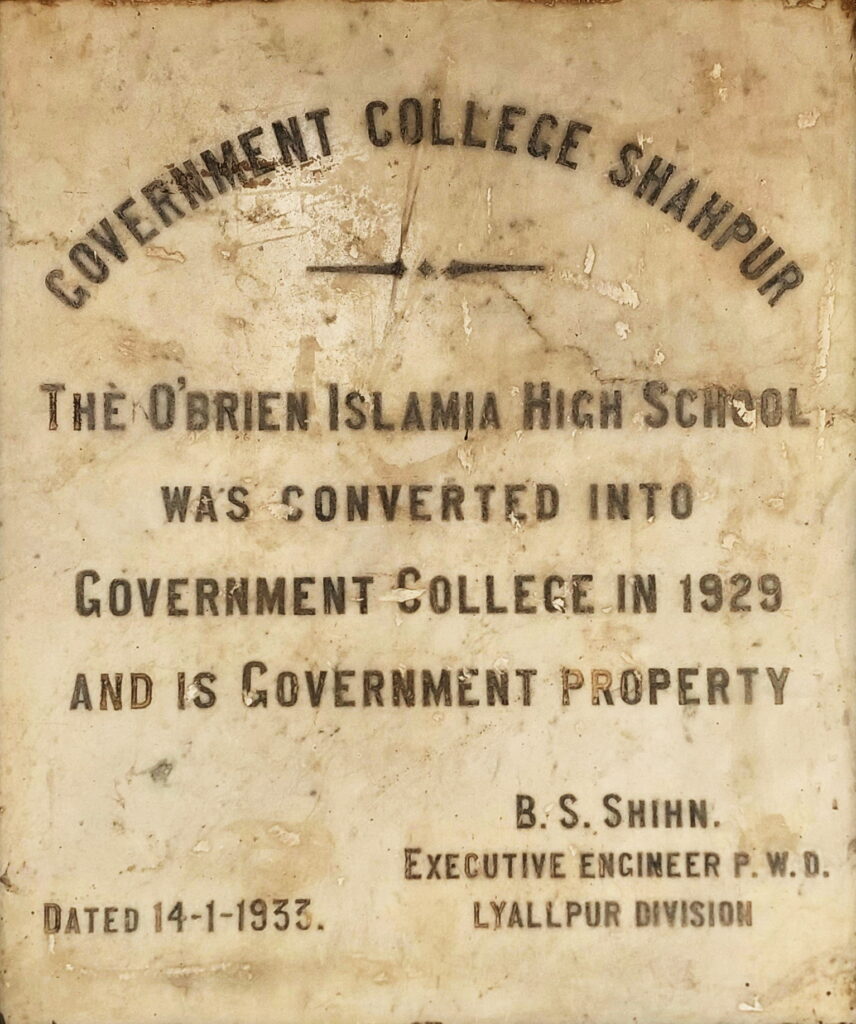 GOVERNMENT COLLEGE SHAHPUR
THE O'BRIEN ISLAMIA HIGH SCHOOL
WAS CONVERTED INTO
GOVERNMENT COLLEGE IN 1929
AND IS GOVERNMENT PROPERTY
B. S. SHIHN.
EXECUTIVE ENGINEER P. W. D.
LYALLPUR DIVISION
DATED 14-1-1933.